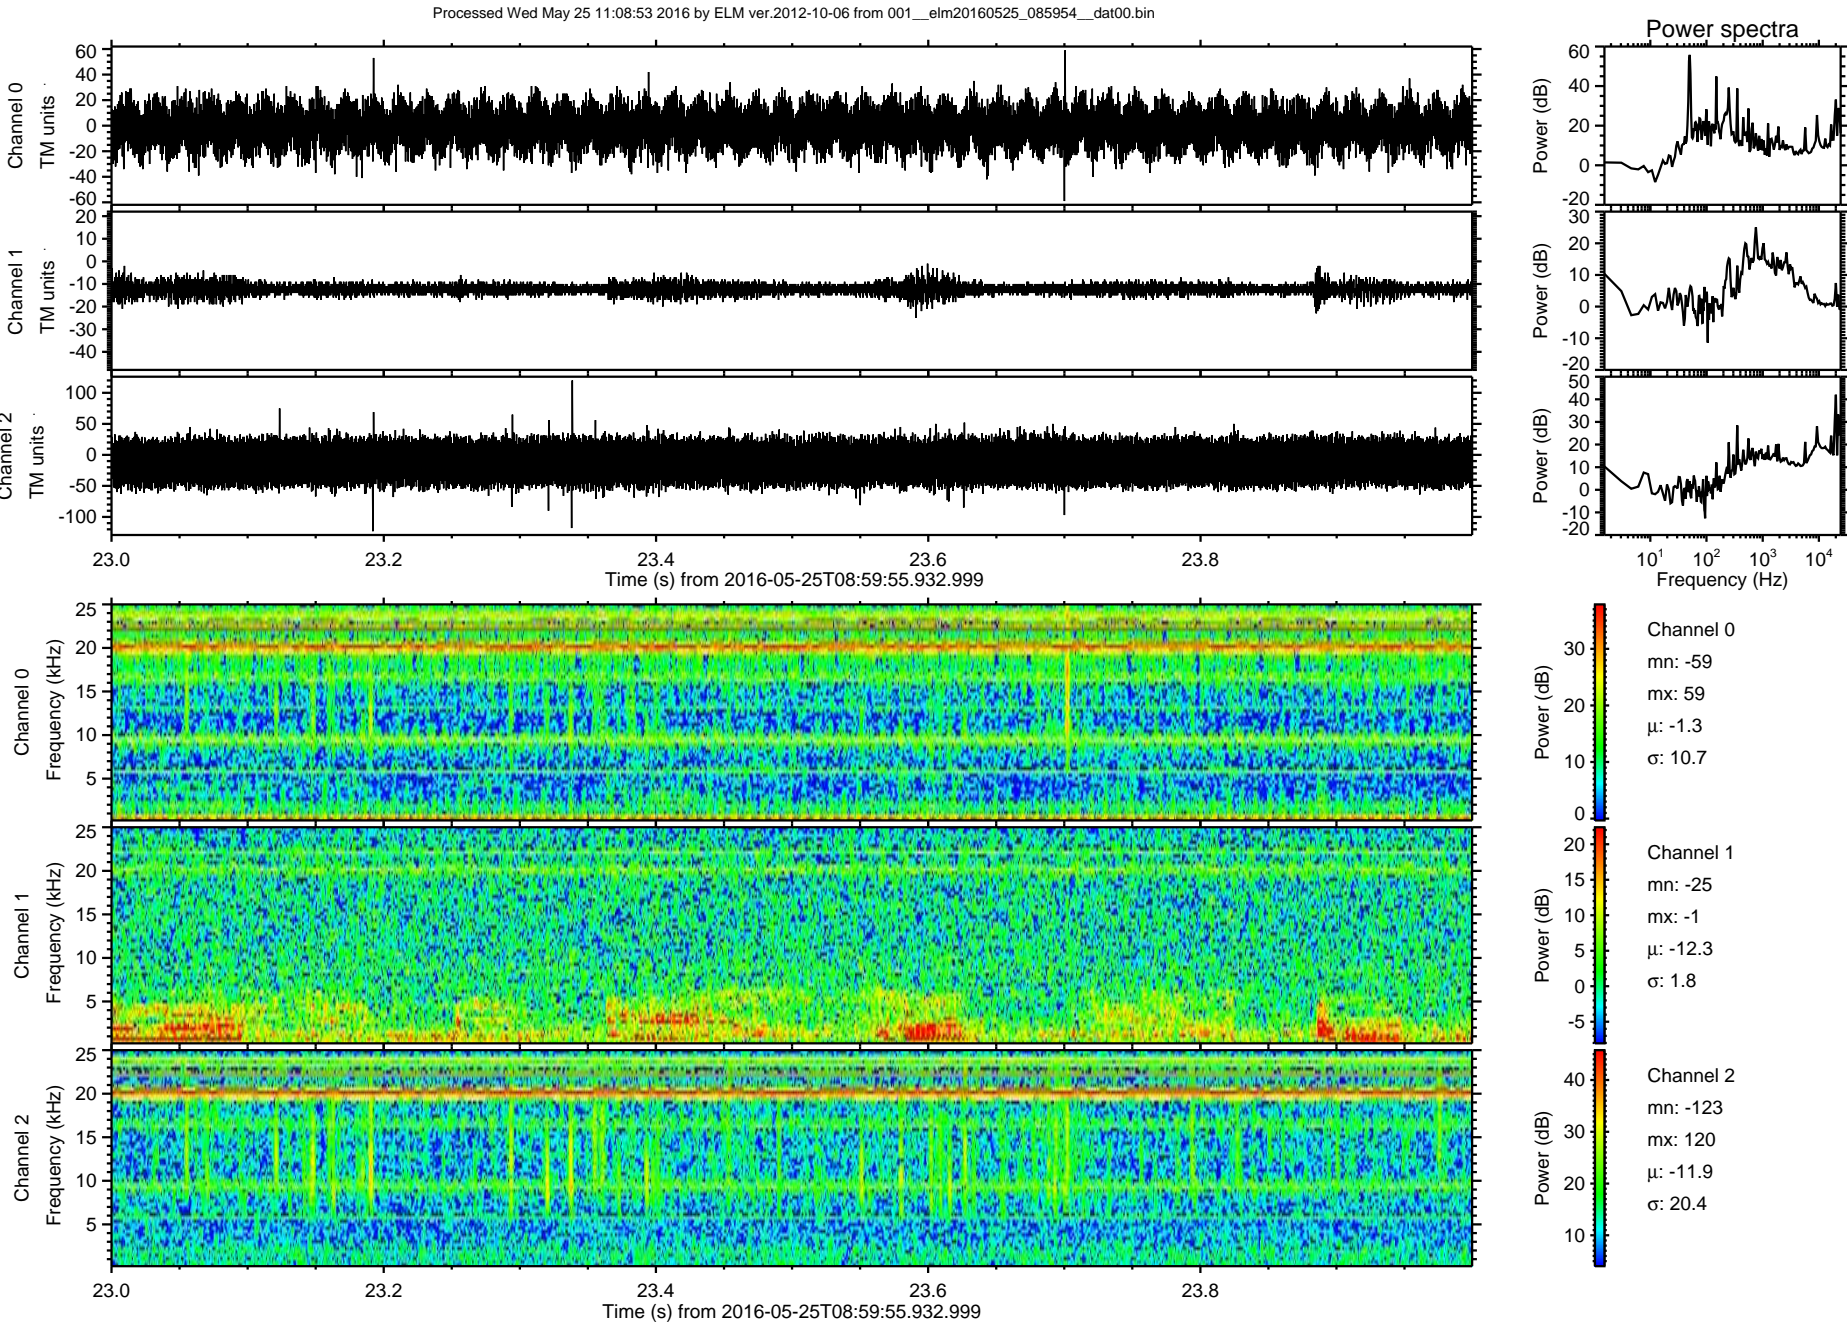 Processed Wed May 25 11:08:53 2016 by ELM ver.2012-10-06 from 001__elm20160525_085954__dat00.bin
Power spectra
Channel 0
TM units
60
40
20
0
-20
-40
-60
Power (dB)
60
40
20
0
-20
Channel 1
TM units
20
10
0
-10
-20
-30
-40
Power (dB)
30
20
10
0
-10
-20
Channel 2
TM units
100
50
0
-50
-100
Power (dB)
50
40
30
20
10
0
-10
-20
23.0 23.2 23.4 23.6 23.8
Time (s) from 2016-05-25T08:59:55.932.999
10¹ 10² 10³ 10⁴
Frequency (Hz)
Channel 0
Frequency (kHz)
25
20
15
10
5
Power (dB)
30
20
10
0
Channel 0
mn: -59
mx: 59
μ: -1.3
σ: 10.7
Channel 1
Frequency (kHz)
25
20
15
10
5
Power (dB)
20
15
10
5
0
-5
Channel 1
mn: -25
mx: -1
μ: -12.3
σ: 1.8
Channel 2
Frequency (kHz)
25
20
15
10
5
Power (dB)
40
30
20
10
Channel 2
mn: -123
mx: 120
μ: -11.9
σ: 20.4
23.0 23.2 23.4 23.6 23.8
Time (s) from 2016-05-25T08:59:55.932.999